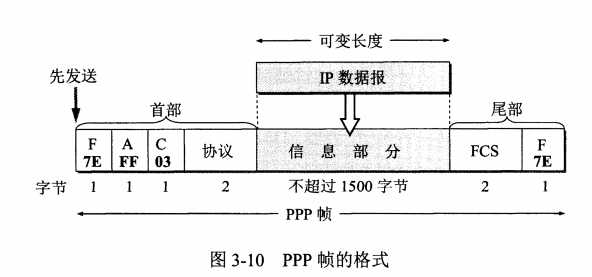 可变长度
先发送
IP 数据报
首部
尾部
F A C 协议 信息部分 FCS F
7E FF 03 7E
字节 1 1 1 2 不超过 1500 字节 2 1
PPP 帧
图 3-10 PPP 帧的格式